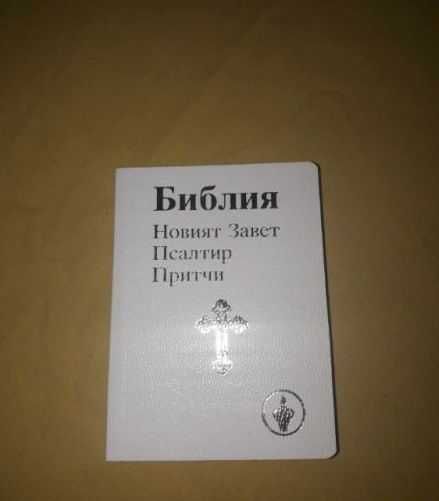 Библия
Новият Завет
Псалтир
Притчи